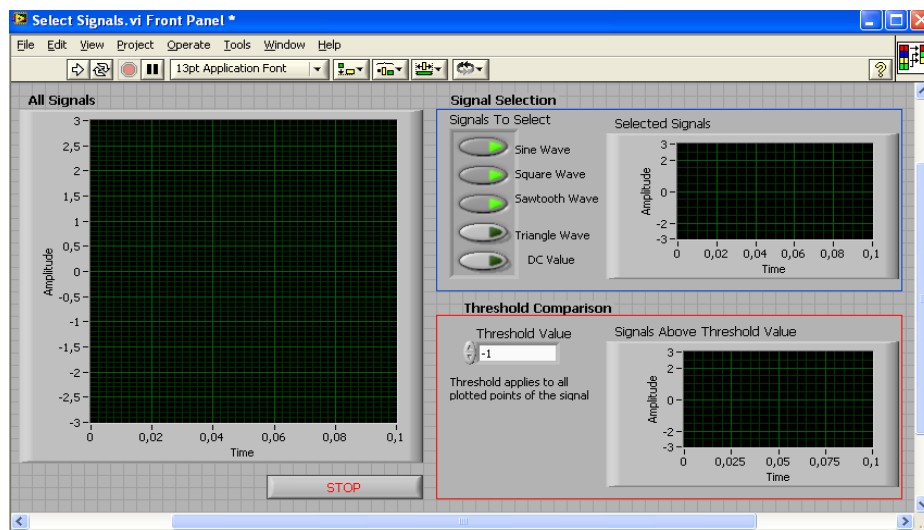 Select Signals.vi Front Panel *
File Edit View Project Operate Tools Window Help
13pt Application Font
All Signals
3
2,5
2
1,5
1
0,5
0
-0,5
-1
-1,5
-2
-2,5
-3
Amplitude
0 0,02 0,04 0,06 0,08 0,1
Time
STOP
Signal Selection
Signals To Select
Sine Wave
Square Wave
Sawtooth Wave
Triangle Wave
DC Value
Selected Signals
3
2
0
-2
-3
Amplitude
0 0,02 0,04 0,06 0,08 0,1
Time
Threshold Comparison
Threshold Value
-1
Threshold applies to all
plotted points of the signal
Signals Above Threshold Value
3
2
0
-2
-3
Amplitude
0 0,025 0,05 0,075 0,1
Time